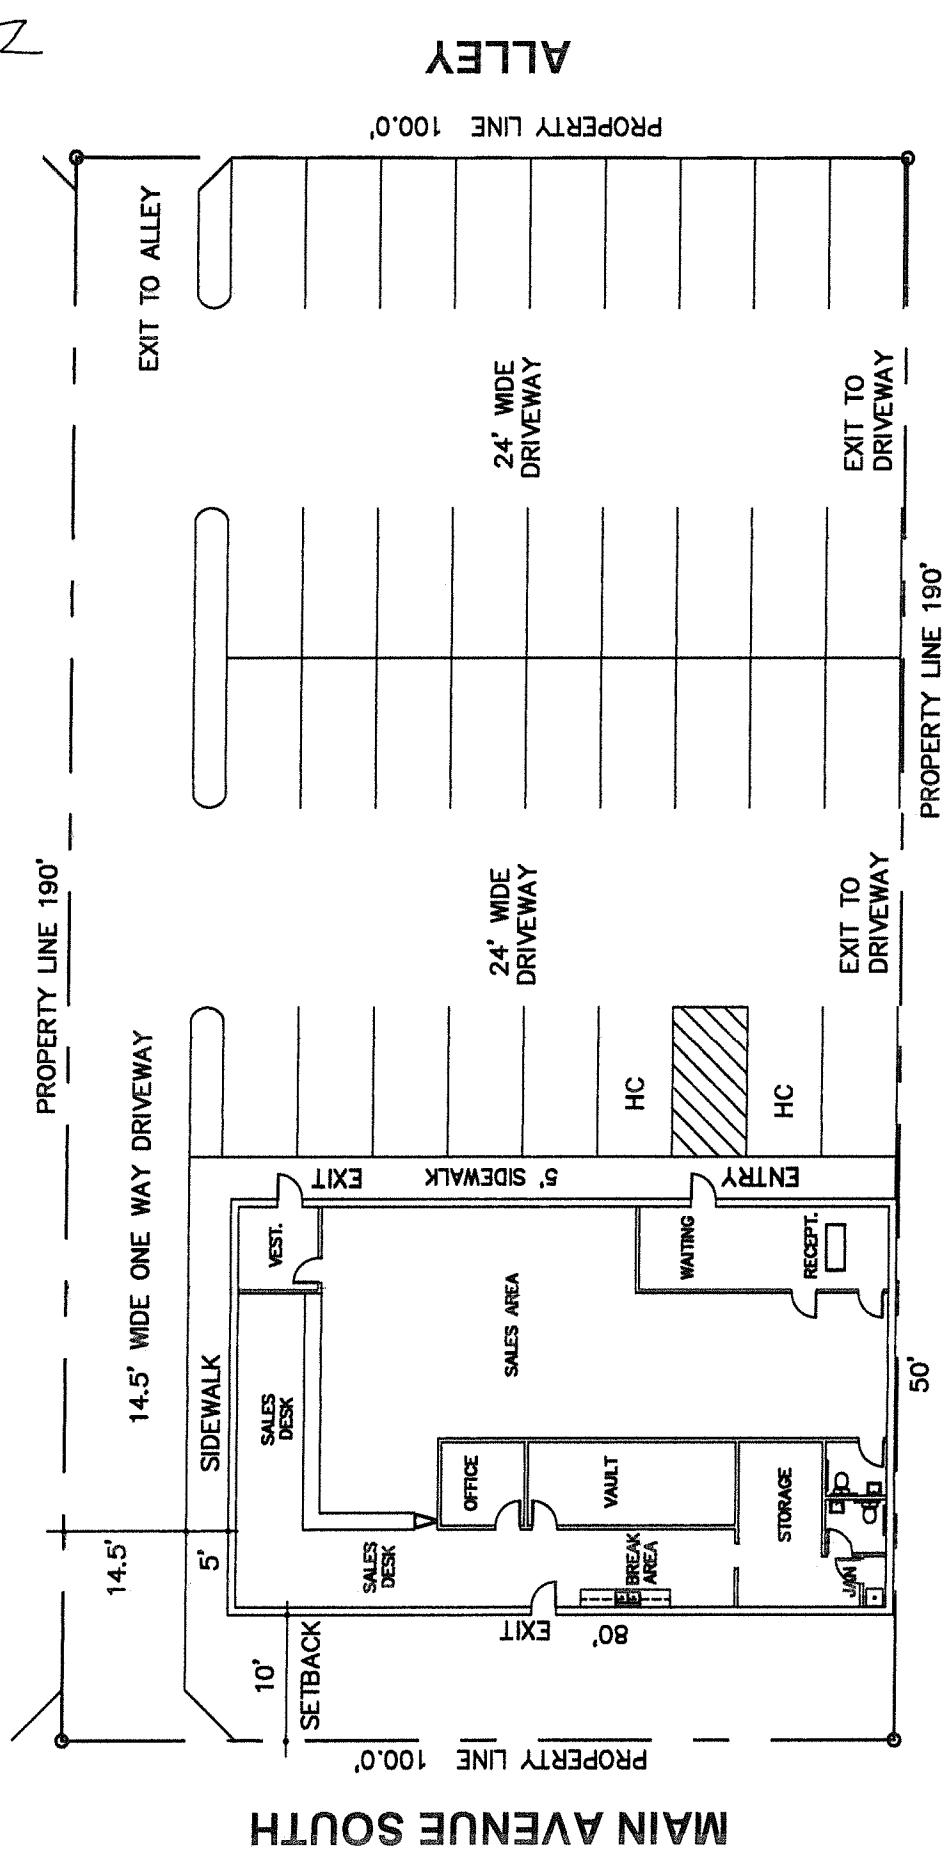 ALLEY
PROPERTY LINE 100.0'
EXIT TO ALLEY
24' WIDE
DRIVEWAY
EXIT TO
DRIVEWAY
PROPERTY LINE 190'
PROPERTY LINE 190'
24' WIDE
DRIVEWAY
EXIT TO
DRIVEWAY
14.5' WIDE ONE WAY DRIVEWAY
HC
HC
EXIT
5' SIDEWALK
ENTRY
VEST.
WAITING
RECEPT.
SALES AREA
SIDEWALK
SALES
DESK
50'
OFFICE
VAULT
STORAGE
14.5'
5'
SALES
DESK
BREAK
AREA
JAN
EXIT
80'
10'
SETBACK
PROPERTY LINE 100.0'
MAIN AVENUE SOUTH